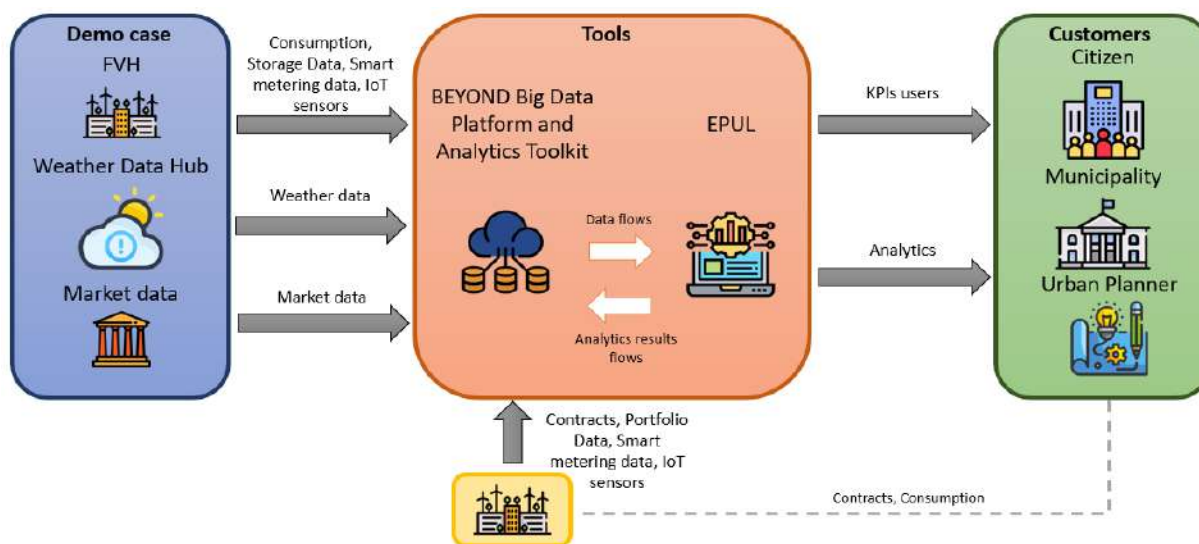 Demo case
FVH
Weather Data Hub
Market data
Consumption,
Storage Data, Smart
metering data, IoT
sensors
Weather data
Market data
Tools
BEYOND Big Data
Platform and
Analytics Toolkit
EPUL
Data flows
Analytics results
flows
Contracts, Portfolio
Data, Smart
metering data, IoT
sensors
KPIs users
Analytics
Customers
Citizen
Municipality
Urban Planner
Contracts, Consumption